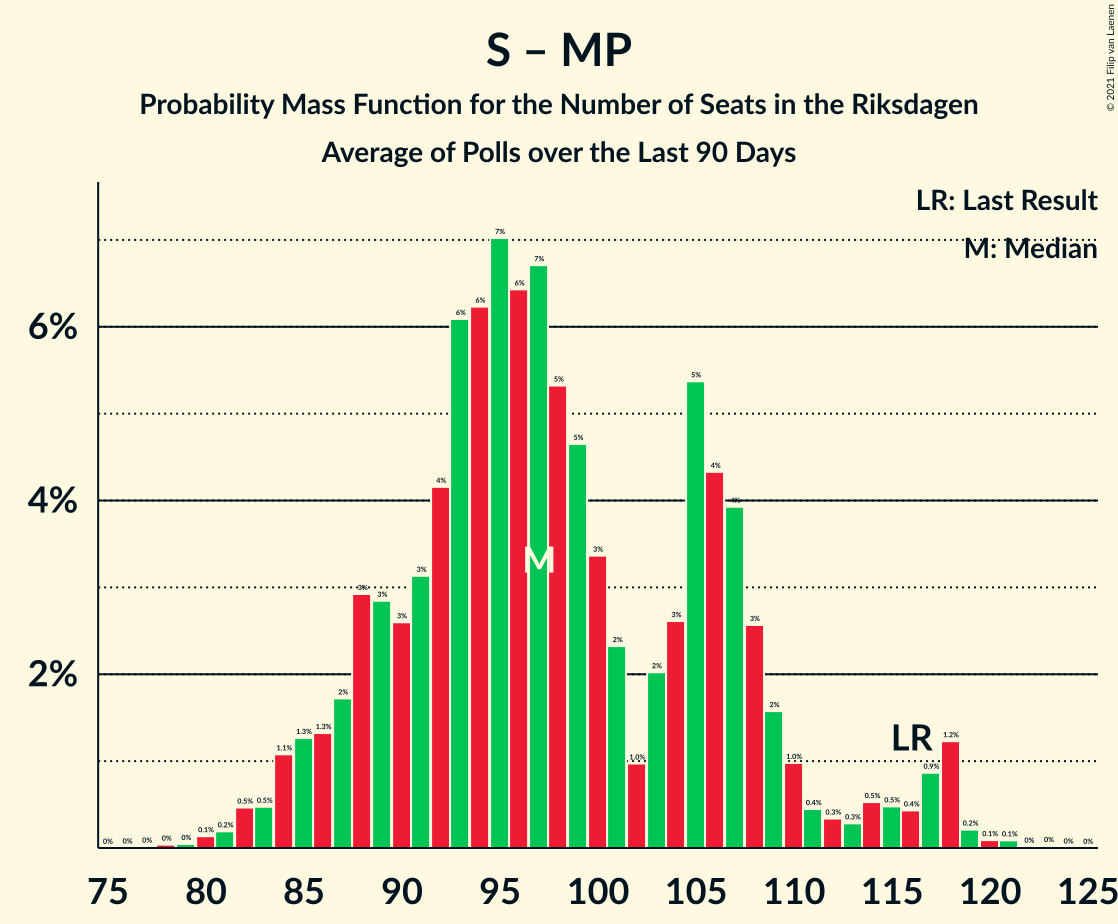 S – MP
Probability Mass Function for the Number of Seats in the Riksdagen
Average of Polls over the Last 90 Days
© 2021 Filip van Laenen
LR: Last Result
M: Median
6%
4%
2%
0% 0% 0% 0% 0% 0.1% 0.2% 0.5% 0.5% 1.1% 1.3% 1.3% 2% 3% 3% 3% 3% 4% 6% 6% 7% 6% 7% 5% 5% 3% 2% 1.0% 2% 3% 5% 4% 4% 3% 2% 1.0% 0.4% 0.3% 0.3% 0.5% 0.5% 0.4% 0.9% 1.2% 0.2% 0.1% 0.1% 0% 0% 0% 0%
M
LR
75 80 85 90 95 100 105 110 115 120 125